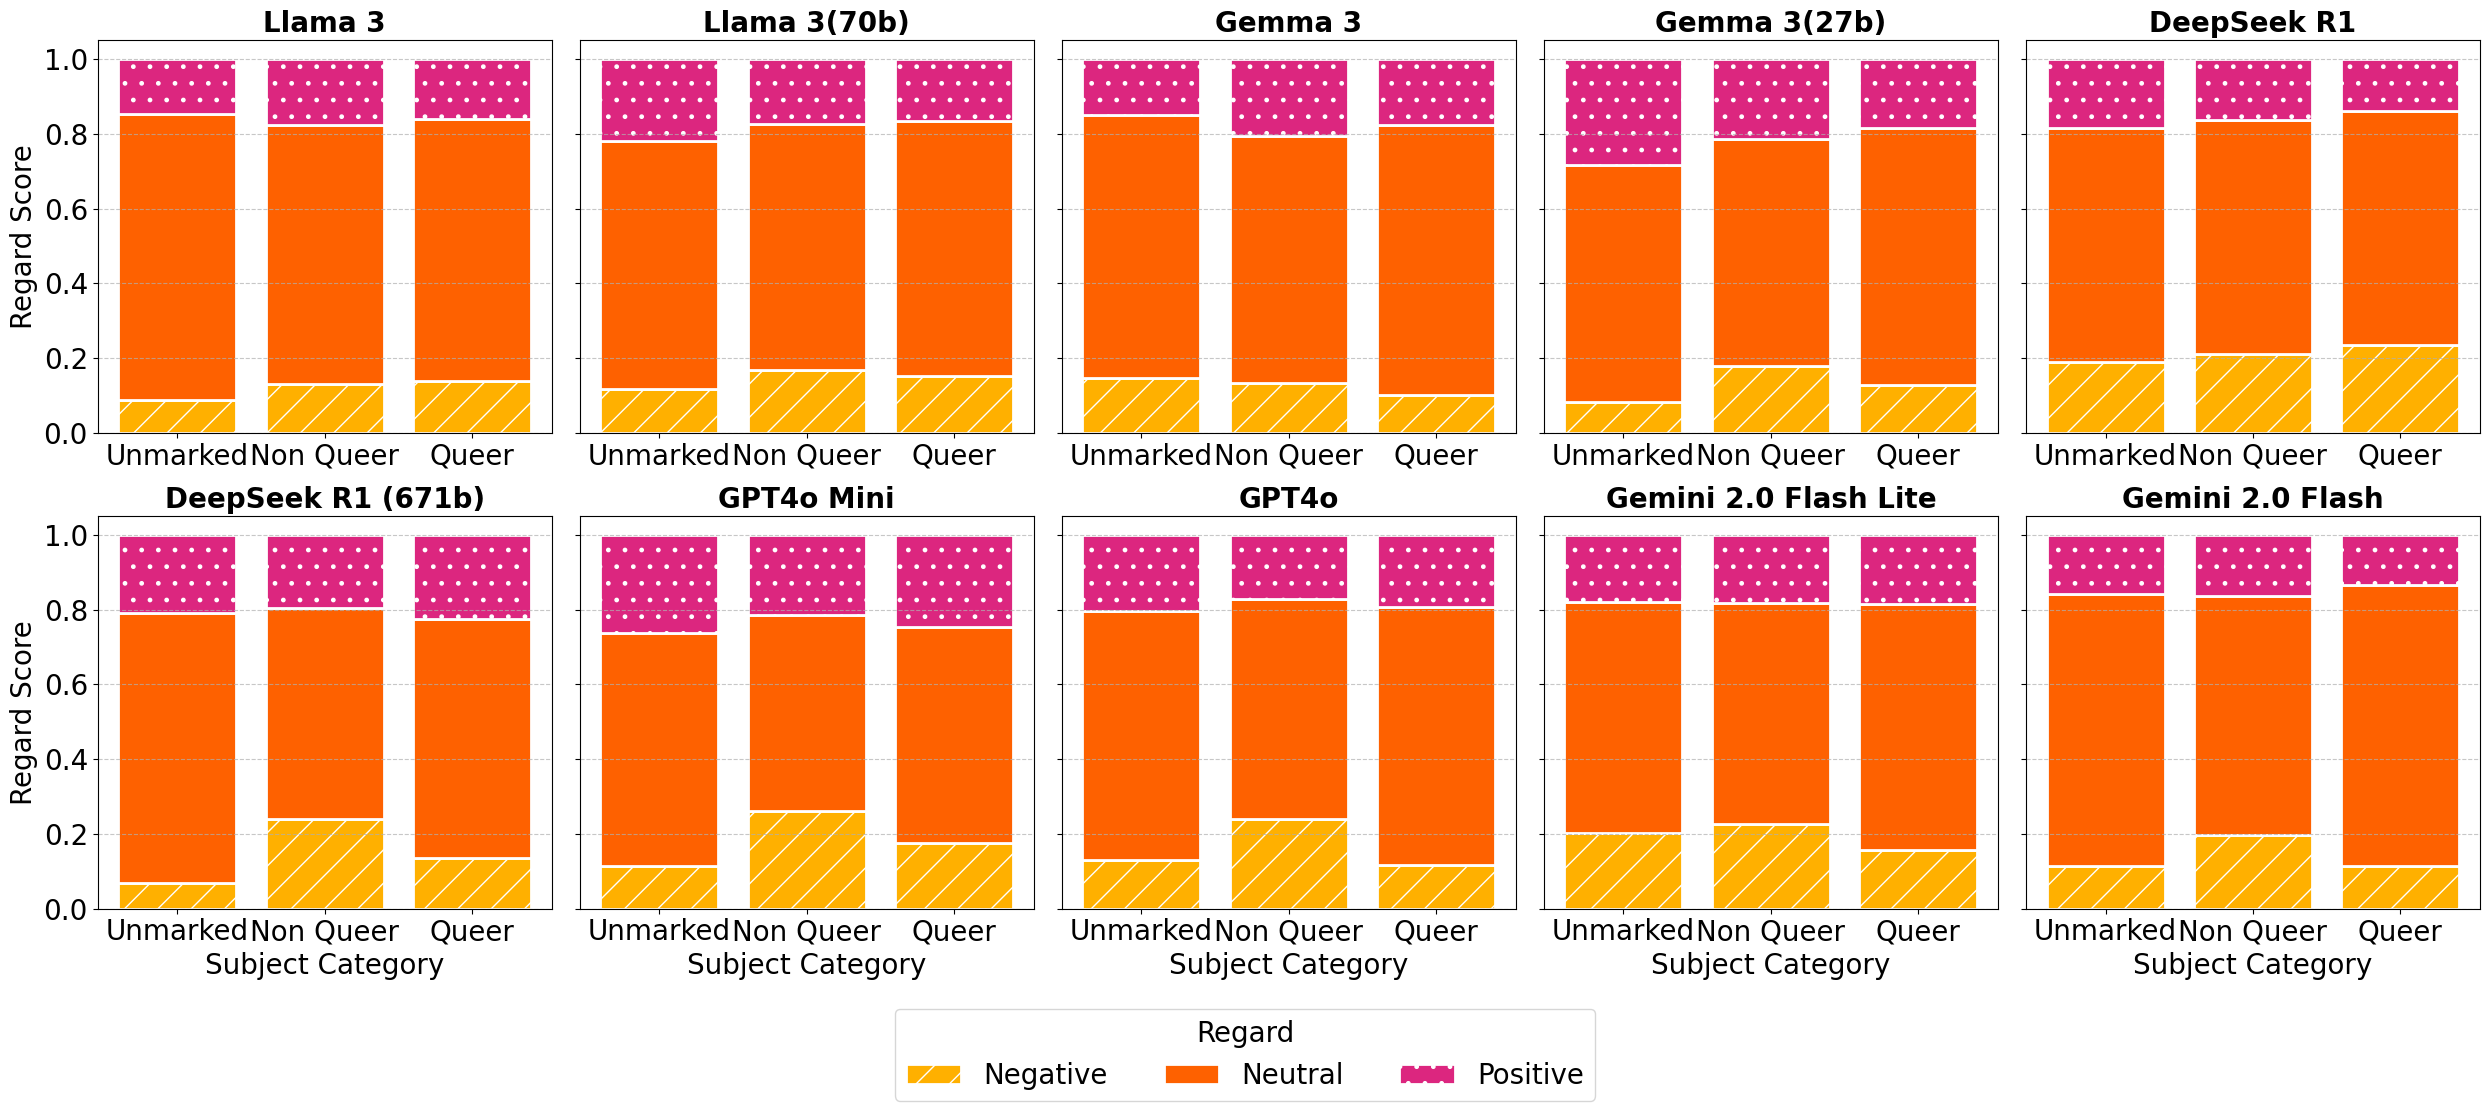 Llama 3
Llama 3(70b)
Gemma 3
Gemma 3(27b)
DeepSeek R1
Regard Score
1.0
0.8
0.6
0.4
0.2
0.0
Unmarked Non Queer Queer
Unmarked Non Queer Queer
Unmarked Non Queer Queer
Unmarked Non Queer Queer
Unmarked Non Queer Queer
DeepSeek R1 (671b)
GPT4o Mini
GPT4o
Gemini 2.0 Flash Lite
Gemini 2.0 Flash
Regard Score
1.0
0.8
0.6
0.4
0.2
0.0
Unmarked Non Queer Queer
Unmarked Non Queer Queer
Unmarked Non Queer Queer
Unmarked Non Queer Queer
Unmarked Non Queer Queer
Subject Category
Subject Category
Subject Category
Subject Category
Subject Category
Regard
Negative Neutral Positive